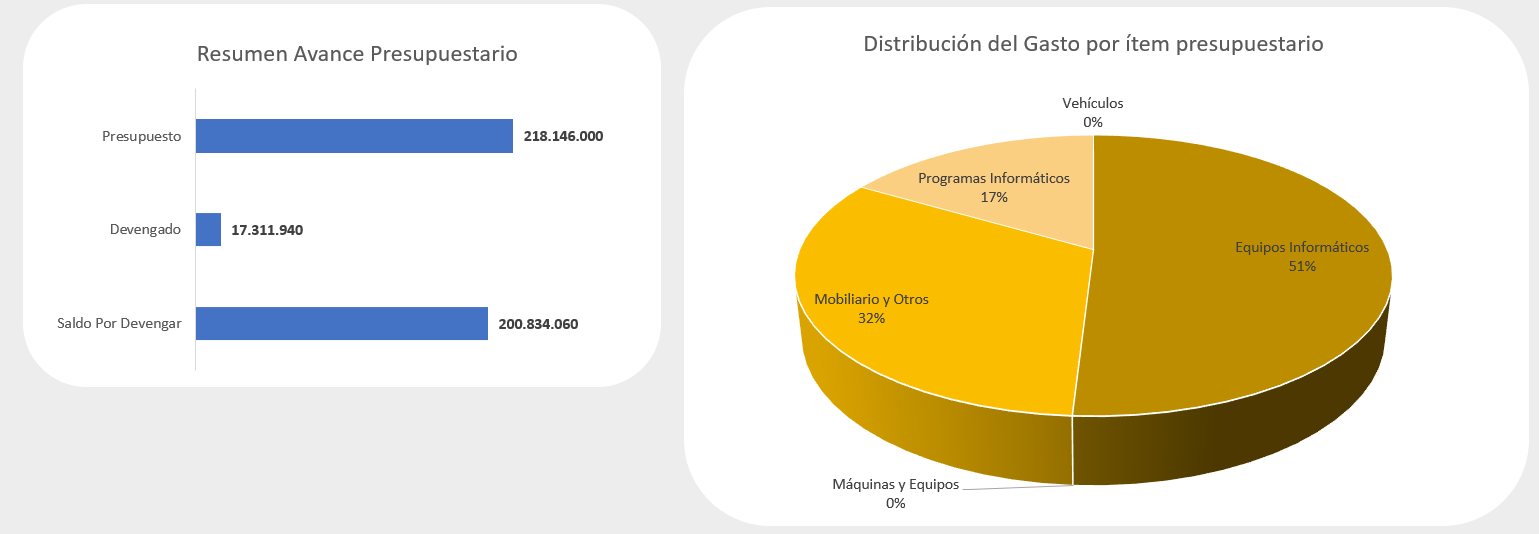 Resumen Avance Presupuestario
Presupuesto
218.146.000
Devengado
17.311.940
Saldo Por Devengar
200.834.060
Distribución del Gasto por ítem presupuestario
Vehículos
0%
Programas Informáticos
17%
Equipos Informáticos
51%
Mobiliario y Otros
32%
Máquinas y Equipos
0%